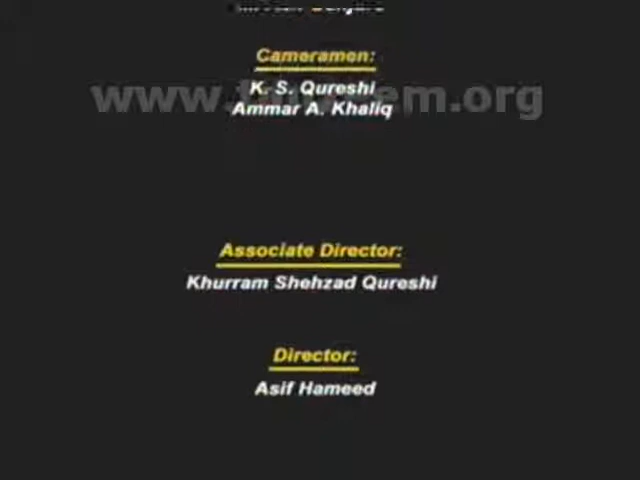 Cameramen:
K. S. Qureshi
Ammar A. Khaliq
Associate Director:
Khurram Shehzad Qureshi
Director:
Asif Hameed